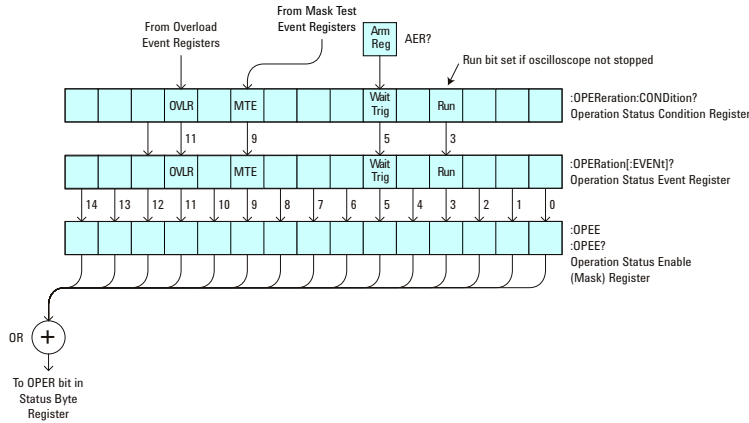 From Overload
Event Registers
From Mask Test
Event Registers
Arm
Reg
AER?
Run bit set if oscilloscope not stopped
OVLR
MTE
Wait
Trig
Run
:OPEReration:CONDition?
Operation Status Condition Register
11
9
5
3
OVLR
MTE
Wait
Trig
Run
:OPERation[:EVENt]?
Operation Status Event Register
14
13
12
11
10
9
8
7
6
5
4
3
2
1
0
:OPEE
:OPEE?
Operation Status Enable
(Mask) Register
OR
+
To OPER bit in
Status Byte
Register